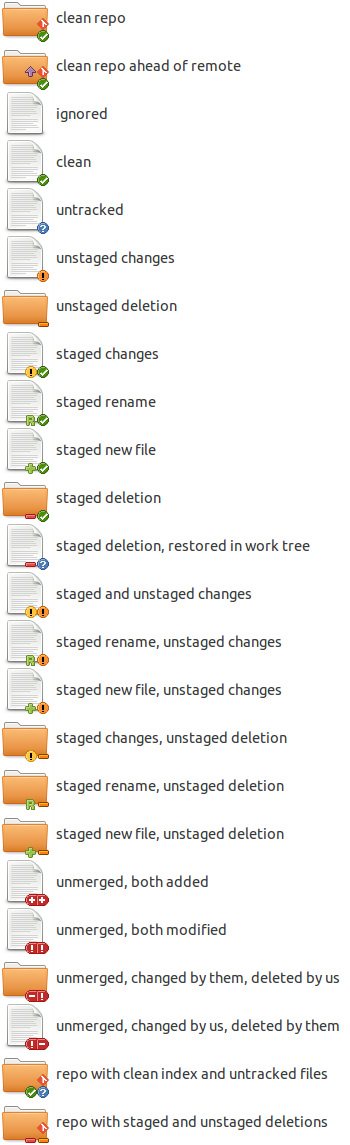 clean repo
clean repo ahead of remote
ignored
clean
untracked
unstaged changes
unstaged deletion
staged changes
staged rename
staged new file
staged deletion
staged deletion, restored in work tree
staged and unstaged changes
staged rename, unstaged changes
staged new file, unstaged changes
staged changes, unstaged deletion
staged rename, unstaged deletion
staged new file, unstaged deletion
unmerged, both added
unmerged, both modified
unmerged, changed by them, deleted by us
unmerged, changed by us, deleted by them
repo with clean index and untracked files
repo with staged and unstaged deletions